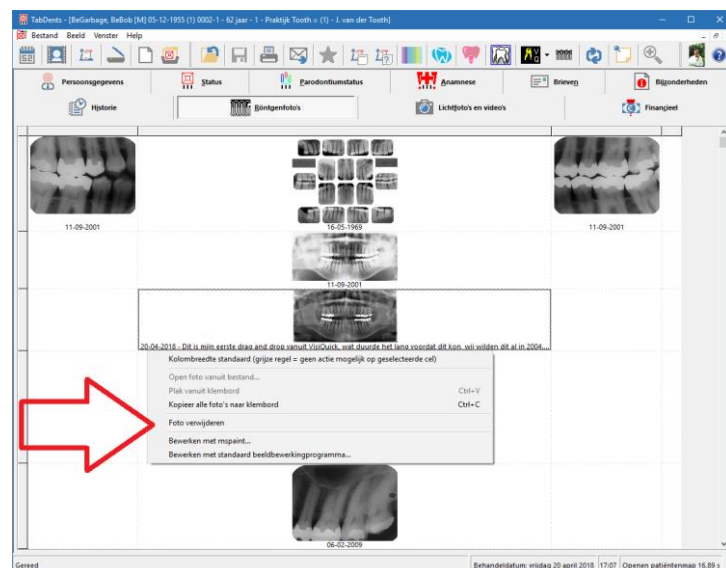 TabDents - [BeGarbage, BeBob [M] 05-12-1955 (1) 0002-1 - 62 jaar - 1 - Praktijk Tooth = (1) - J. van der Tooth]
Bestand Beeld Venster Help
Persoonsgegevens Status Parodontiumstatus Anamnese Brieven Bijzonderheden
Historie Röntgenfoto's Lichtfoto's en video's Financieel
11-09-2001 16-05-1969 11-09-2001
11-09-2001
20-04-2018 - Dit is mijn eerste drag and drop vanuit VisiQuick, wat duurde het lang voordat dit kon, wij wilden dit al in 2004....
Kolombreedte standaard (grijze regel = geen actie mogelijk op geselecteerde cel)
Open foto vanuit bestand...
Plak vanuit klembord Ctrl+V
Kopieer alle foto's naar klembord Ctrl+C
Foto verwijderen
Bewerken met mspaint...
Bewerken met standaard beeldbewerkingprogramma...
06-02-2009
Gereed Behandeldatum: vrijdag 20 april 2018 17:07 Openen patiëntenmap 16,89 s